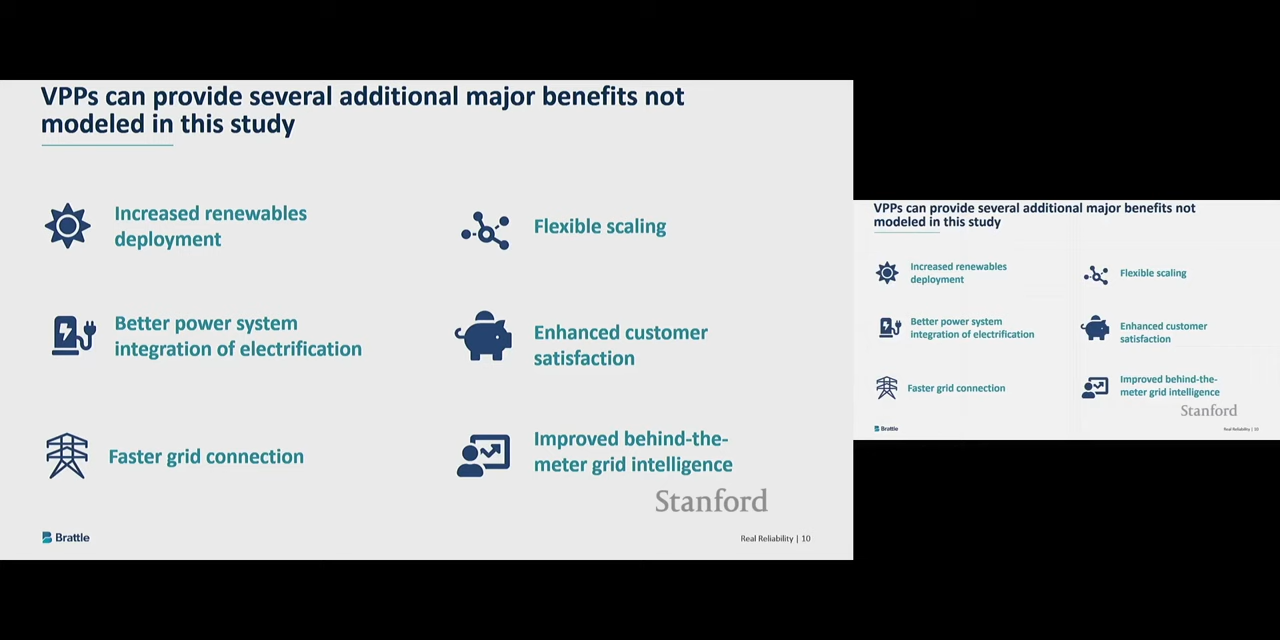 VPPs can provide several additional major benefits not
modeled in this study
Increased renewables
deployment
Flexible scaling
Better power system
integration of electrification
Enhanced customer
satisfaction
Faster grid connection
Improved behind-the-
meter grid intelligence
Stanford
Brattle
Real Reliability | 10
VPPs can provide several additional major benefits not
modeled in this study
Increased renewables
deployment
Flexible scaling
Better power system
integration of electrification
Enhanced customer
satisfaction
Faster grid connection
Improved behind-the-
meter grid intelligence
Stanford
Brattle
Real Reliability | 10